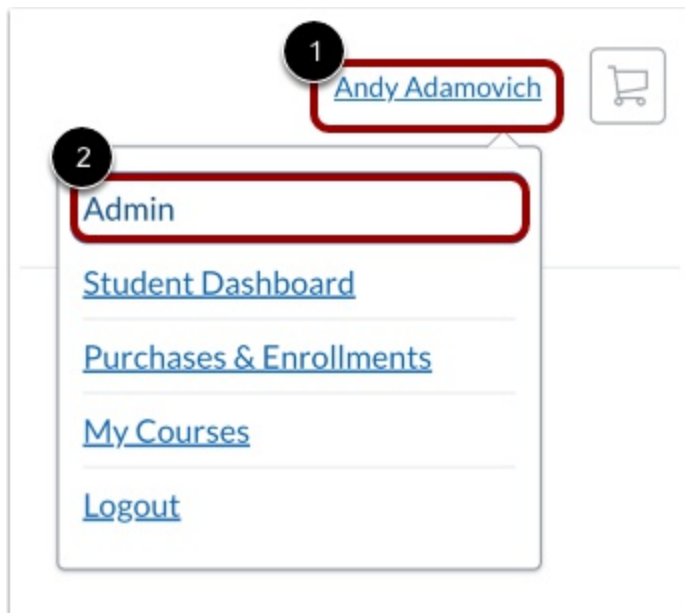 1
Andy Adamovich
2
Admin
Student Dashboard
Purchases & Enrollments
My Courses
Logout